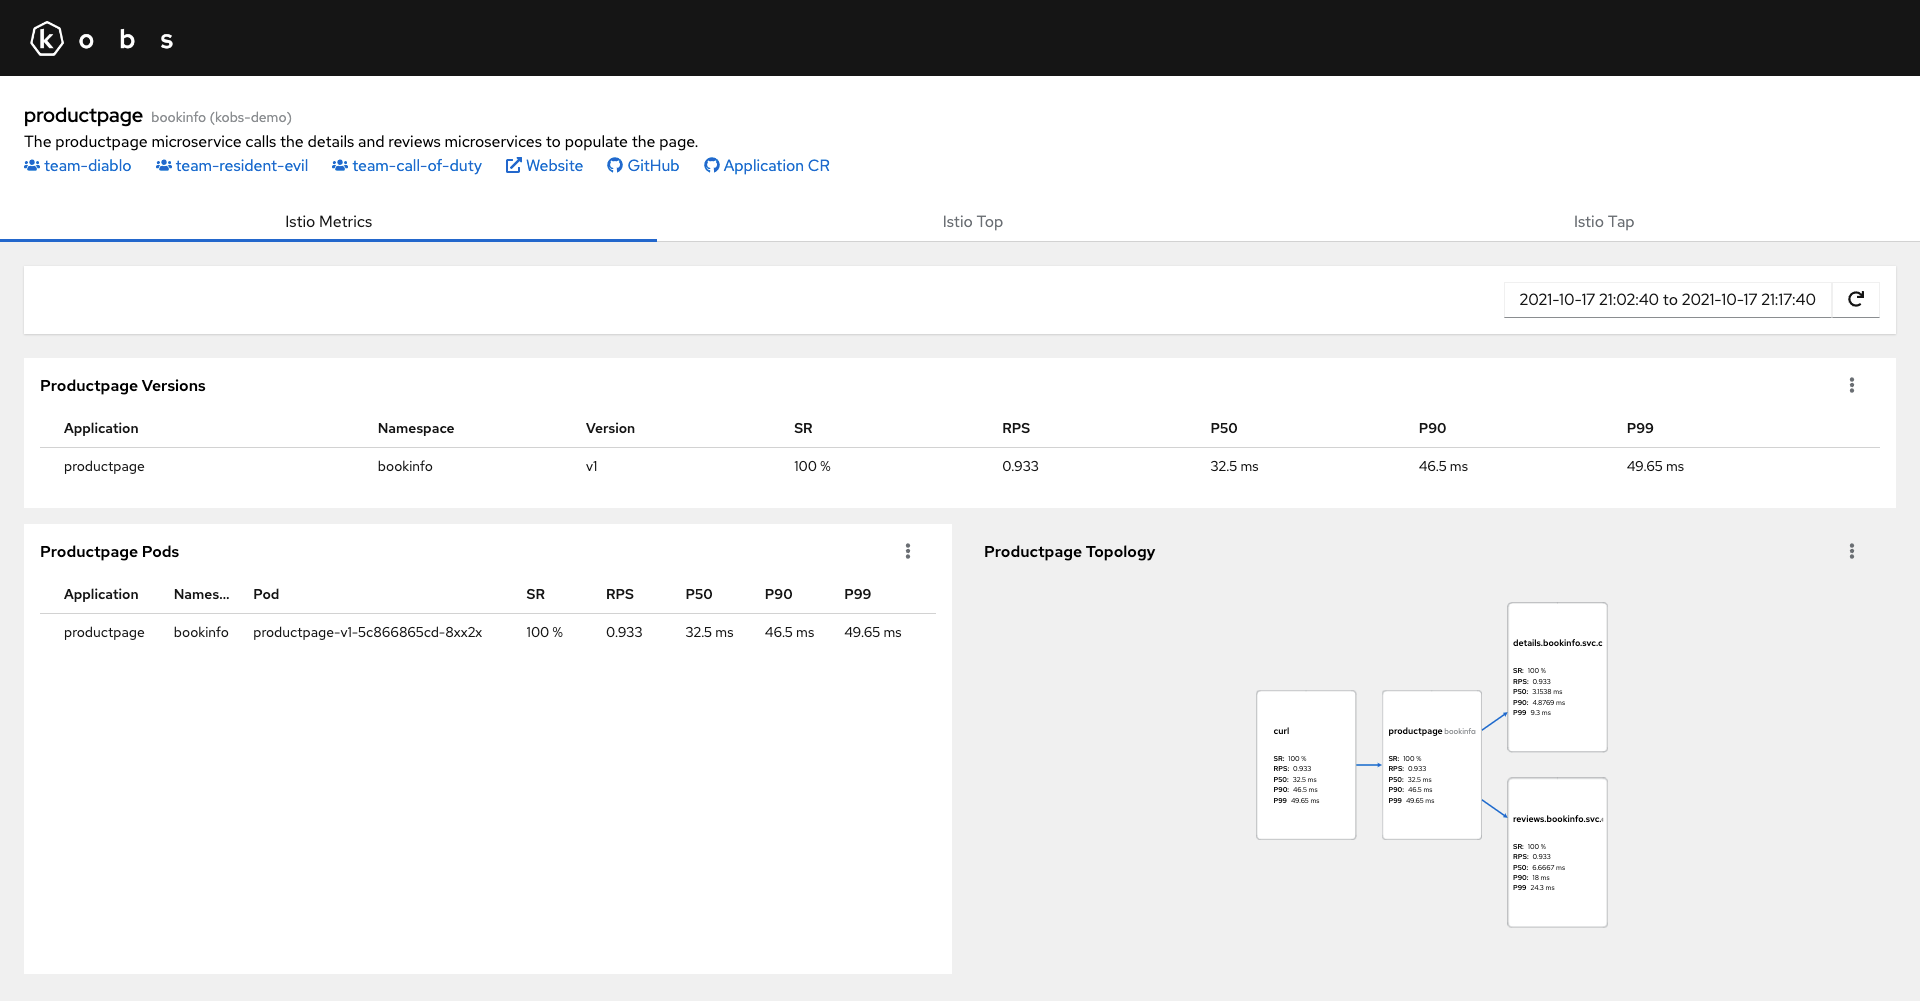 k o b s
productpage bookinfo (kobs-demo)
The productpage microservice calls the details and reviews microservices to populate the page.
team-diablo team-resident-evil team-call-of-duty Website GitHub Application CR
Istio Metrics Istio Top Istio Tap
2021-10-17 21:02:40 to 2021-10-17 21:17:40
Productpage Versions
Application Namespace Version SR RPS P50 P90 P99
productpage bookinfo v1 100 % 0.933 32.5 ms 46.5 ms 49.65 ms
Productpage Pods
Application Names... Pod SR RPS P50 P90 P99
productpage bookinfo productpage-v1-5c866865cd-8xx2x 100 % 0.933 32.5 ms 46.5 ms 49.65 ms
Productpage Topology
curl
SR: 100 %
RPS: 0.933
P50: 32.5 ms
P90: 46.5 ms
P99 49.65 ms
productpage bookinfo
SR: 100 %
RPS: 0.933
P50: 32.5 ms
P90: 46.5 ms
P99 49.65 ms
details.bookinfo.svc.c
SR: 100 %
RPS: 0.933
P50: 3.1538 ms
P90: 4.8769 ms
P99 9.3 ms
reviews.bookinfo.svc.
SR: 100 %
RPS: 0.933
P50: 6.6667 ms
P90: 18 ms
P99 24.3 ms